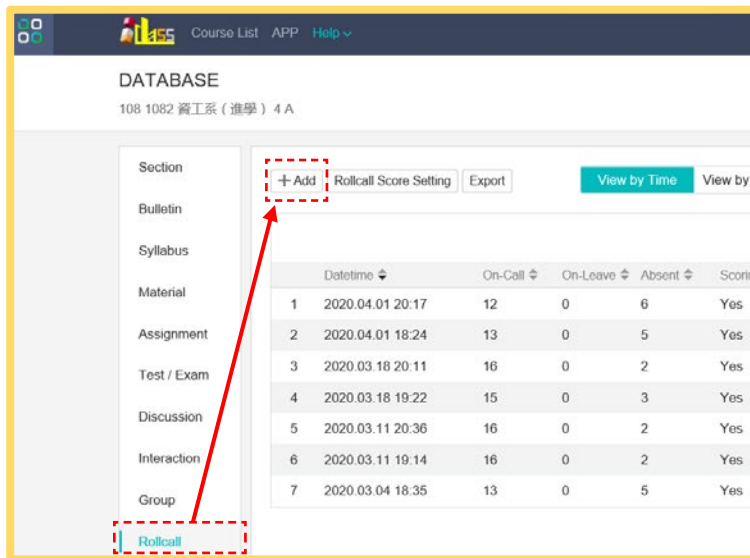 Class Course List APP Help
DATABASE
108 1082 資工系(進學)4 A
Section
Bulletin
Syllabus
Material
Assignment
Test / Exam
Discussion
Interaction
Group
Rollcall
+ Add Rollcall Score Setting Export View by Time View by
Datetime On-Call On-Leave Absent Scorin
1 2020.04.01 20:17 12 0 6 Yes
2 2020.04.01 18:24 13 0 5 Yes
3 2020.03.18 20:11 16 0 2 Yes
4 2020.03.18 19:22 15 0 3 Yes
5 2020.03.11 20:36 16 0 2 Yes
6 2020.03.11 19:14 16 0 2 Yes
7 2020.03.04 18:35 13 0 5 Yes